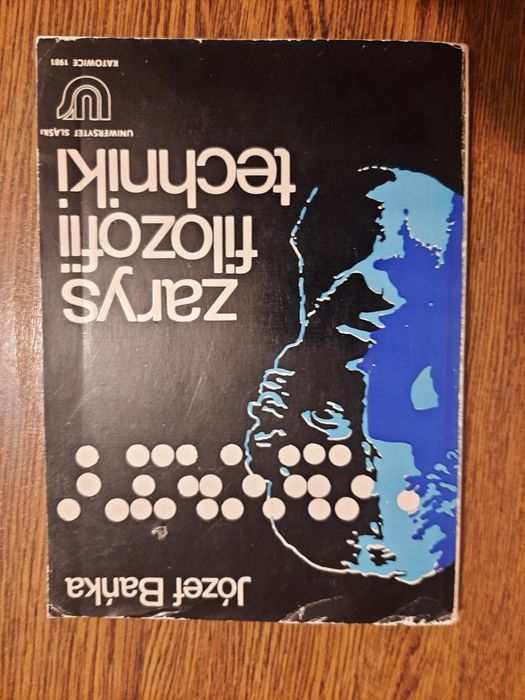 Józef Bańka
zarys
filozofii
techniki
UNIWERSYTET ŚLĄSKI
KATOWICE 1981